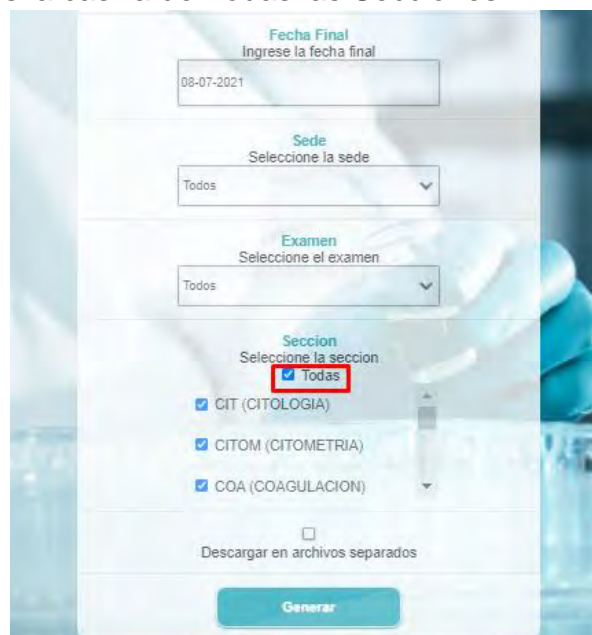 Fecha Final
Ingrese la fecha final
08-07-2021
Sede
Seleccione la sede
Todos
Examen
Seleccione el examen
Todos
Seccion
Seleccione la seccion
Todas
CIT (CITOLOGIA)
CITOM (CITOMETRIA)
COA (COAGULACION)
Descargar en archivos separados
Generar